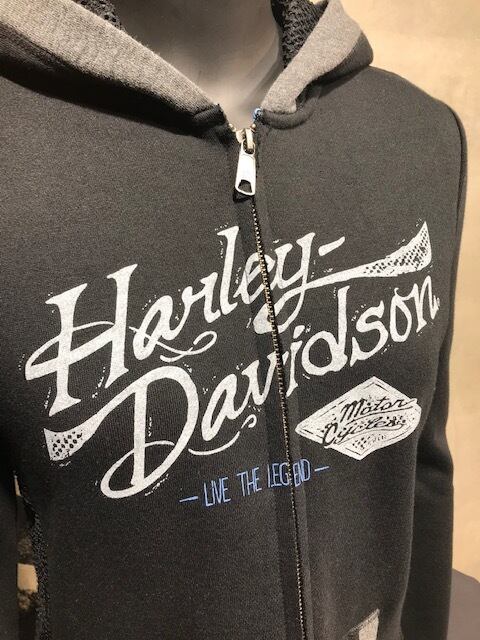 Harley-
Davidson
Motor
Cycles
— LIVE THE LEGEND —